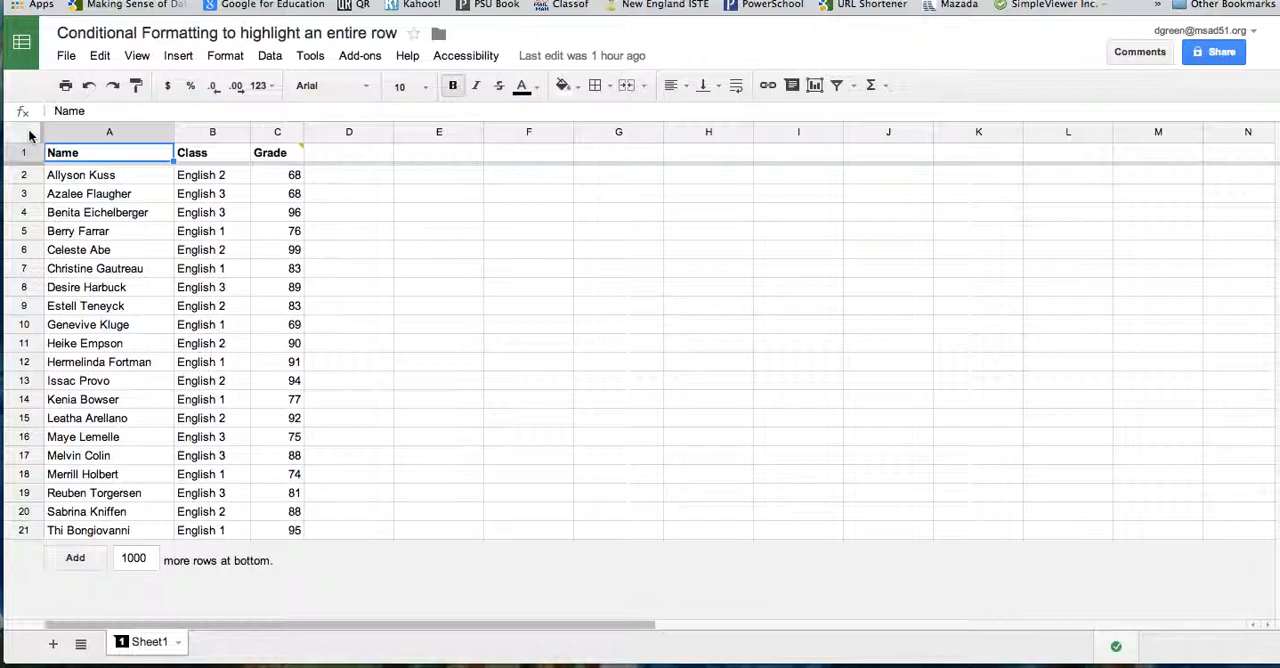 Apps Making Sense of Dal Google for Education QR Kahoot PSU Book Classof New England ISTE PowerSchool URL Shortener Mazada SimpleViewer Inc. – » Other Bookmarks
Conditional Formatting to highlight an entire row
dgreen@msad51.org
File Edit View Insert Format Data Tools Add-ons Help Accessibility Last edit was 1 hour ago
Comments Share
$ % .0 .00 123 Arial 10 B I S A Σ
fx Name
A B C D E F G H I J K L M N
1 Name Class Grade
2 Allyson Kuss English 2 68
3 Azalee Flaugher English 3 68
4 Benita Eichelberger English 3 96
5 Berry Farrar English 1 76
6 Celeste Abe English 2 99
7 Christine Gautreau English 1 83
8 Desire Harbuck English 3 89
9 Estell Teneyck English 2 83
10 Genevive Kluge English 1 69
11 Heike Empson English 2 90
12 Hermelinda Fortman English 1 91
13 Issac Provo English 2 94
14 Kenia Bowser English 1 77
15 Leatha Arellano English 2 92
16 Maye Lemelle English 3 75
17 Melvin Colin English 3 88
18 Merrill Holbert English 1 74
19 Reuben Torgersen English 3 81
20 Sabrina Kniffen English 2 88
21 Thi Bongiovanni English 1 95
Add 1000 more rows at bottom.
+ 1 Sheet1